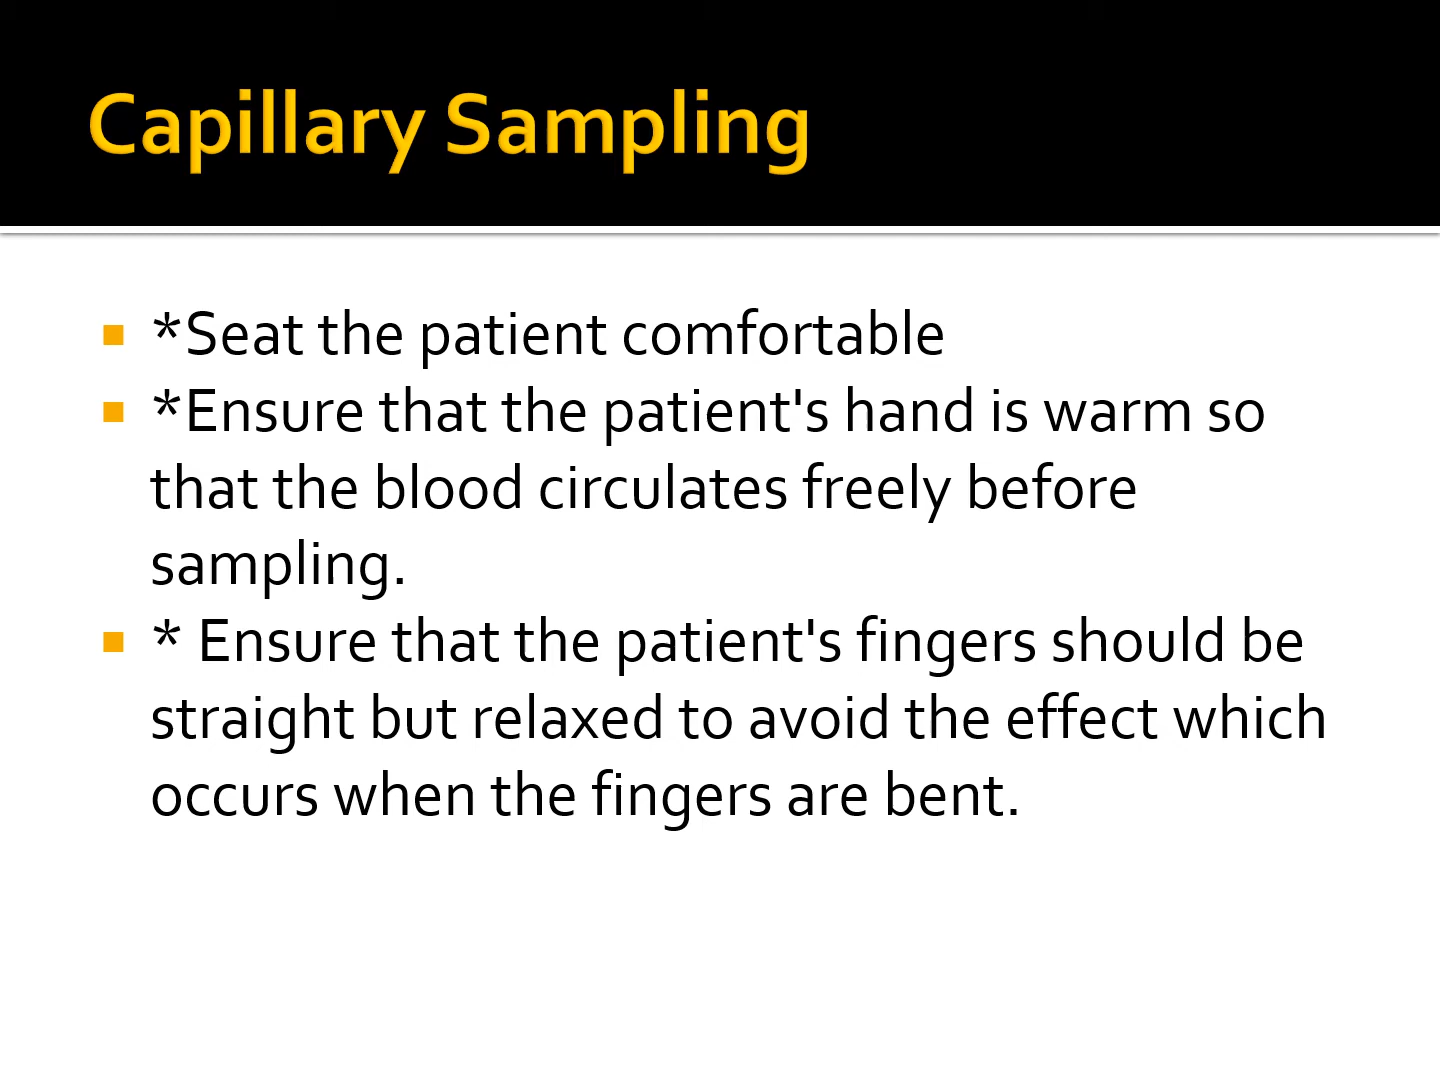 Capillary Sampling
*Seat the patient comfortable
*Ensure that the patient's hand is warm so
that the blood circulates freely before
sampling.
* Ensure that the patient's fingers should be
straight but relaxed to avoid the effect which
occurs when the fingers are bent.